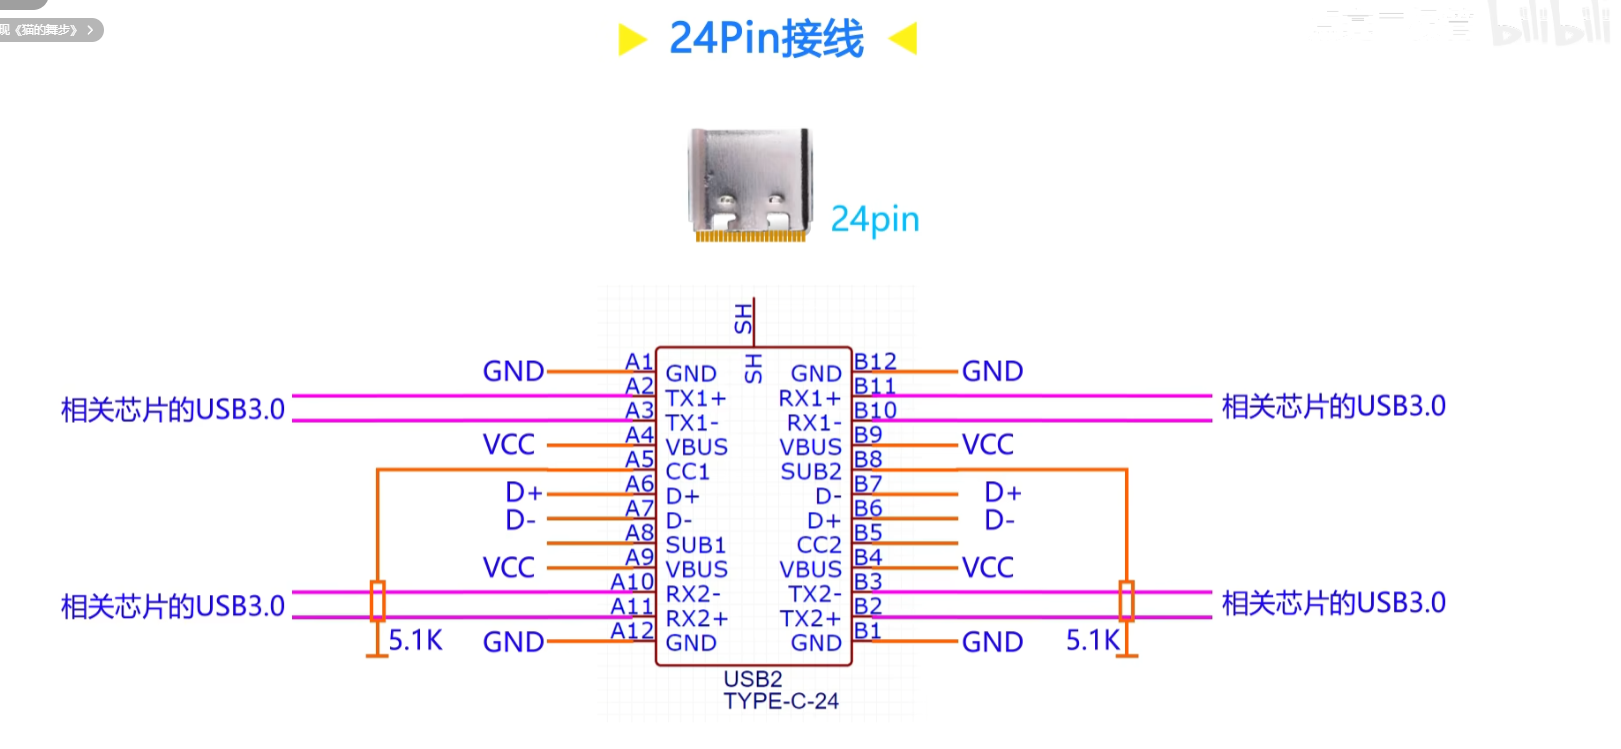 现《猫的舞步》 >
24Pin接线
bilibili
24pin
SH
SH
GND A1 GND GND B12 GND
A2 TX1+ RX1+ B11
相关芯片的USB3.0 相关芯片的USB3.0
A3 TX1- RX1- B10
VCC A4 VBUS VBUS B9 VCC
A5 CC1 SUB2 B8
D+ A6 D+ D- B7 D+
D- A7 D- D+ B6 D-
A8 SUB1 CC2 B5
VCC A9 VBUS VBUS B4 VCC
A10 RX2- TX2- B3
相关芯片的USB3.0 相关芯片的USB3.0
A11 RX2+ TX2+ B2
5.1K GND A12 GND GND B1 GND 5.1K
USB2
TYPE-C-24